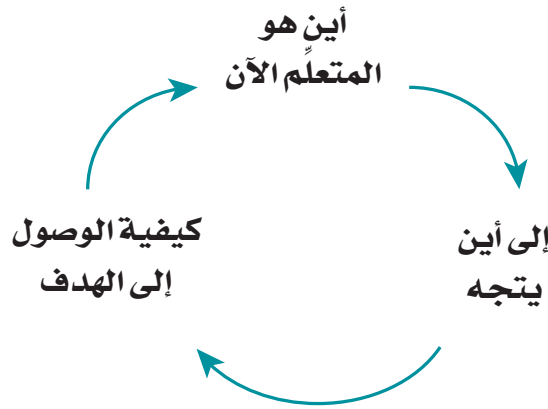 أين هو
المتعلِّم الآن
إلى أين
يتجه
كيفية الوصول
إلى الهدف